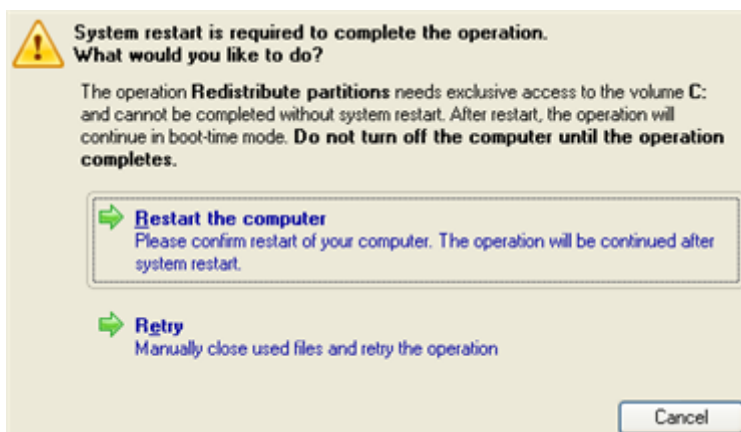 System restart is required to complete the operation.
What would you like to do?
The operation Redistribute partitions needs exclusive access to the volume C:
and cannot be completed without system restart. After restart, the operation will
continue in boot-time mode. Do not turn off the computer until the operation
completes.
Restart the computer
Please confirm restart of your computer. The operation will be continued after
system restart.
Retry
Manually close used files and retry the operation
Cancel